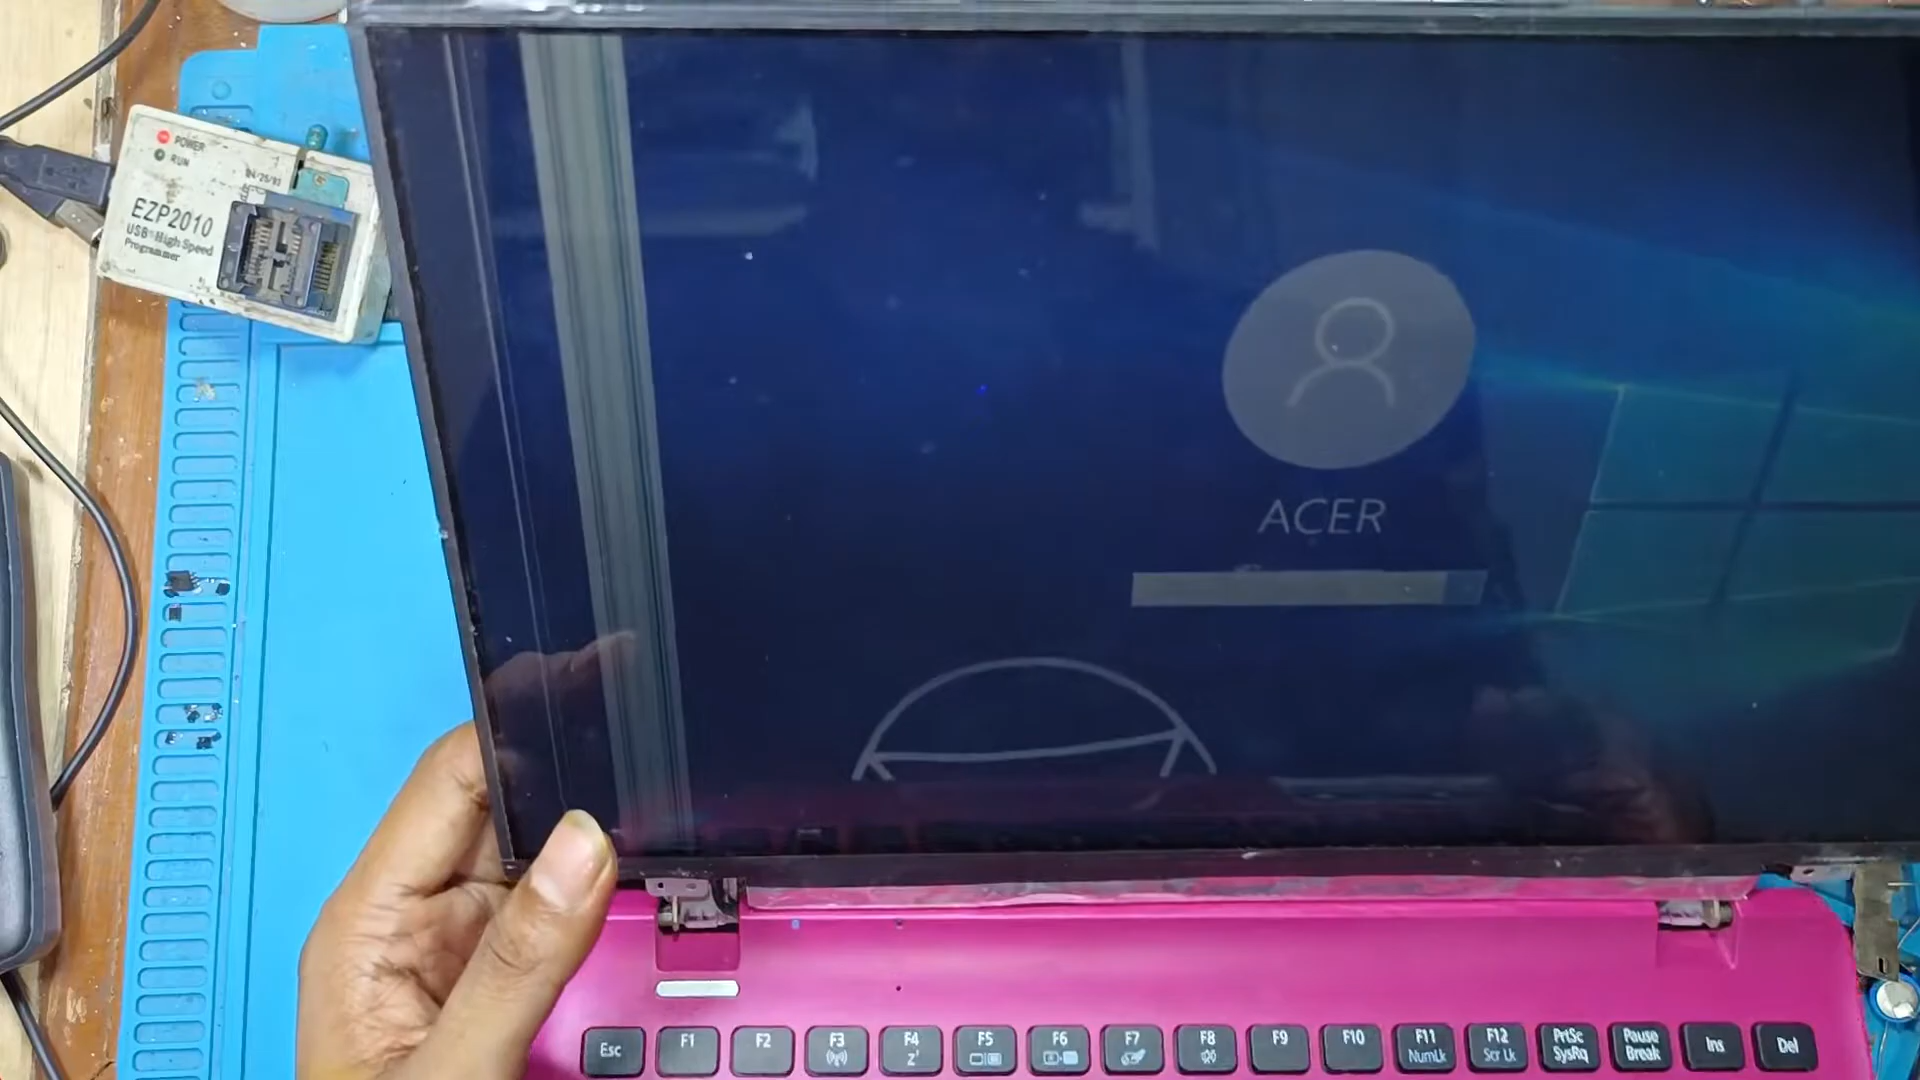 POWER
RUN
EZP2010
USB High Speed
Programmer
ACER
Esc
F1
F2
F3
F4
Zᶻ
F5
F6
F7
F8
F9
F10
F11
NumLk
F12
Scr Lk
PrtSc
SysRq
Pause
Break
Ins
Del